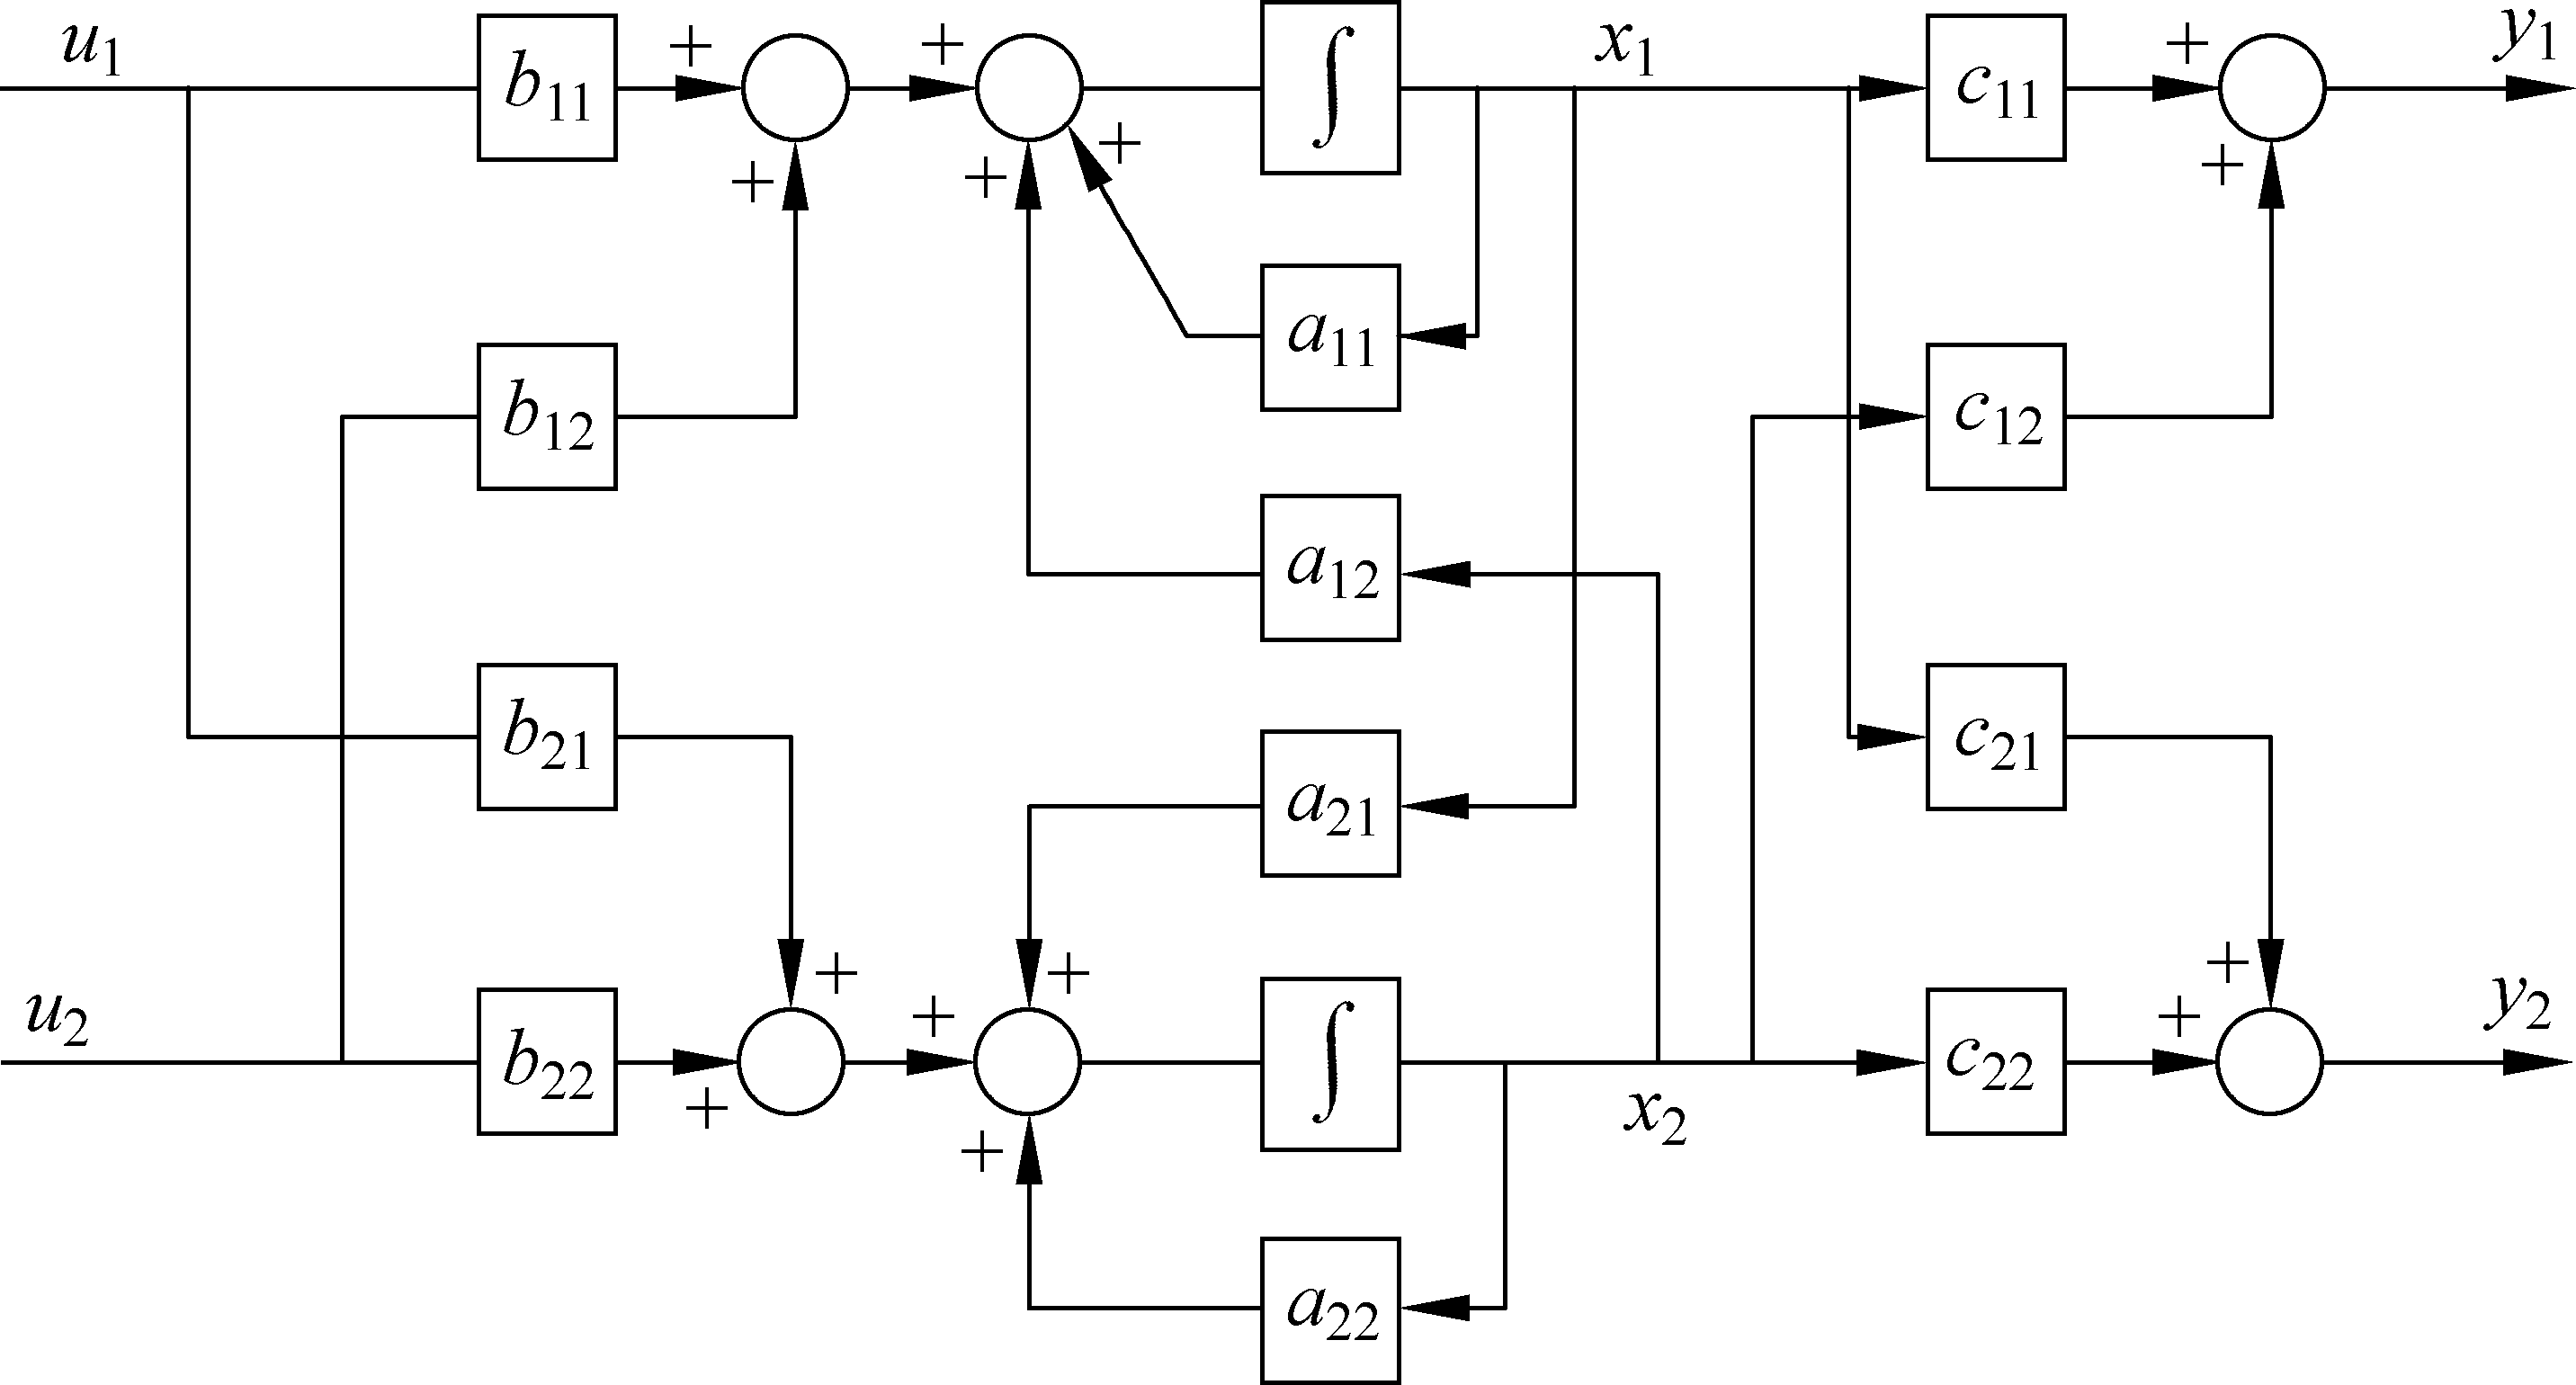 u₁ b₁₁ + + ∫ x₁ c₁₁ + y₁
+ + + +
a₁₁
b₁₂ c₁₂
a₁₂
b₂₁ c₂₁
a₂₁
+ + +
u₂ b₂₂ + + ∫ x₂ c₂₂ + y₂
+
a₂₂